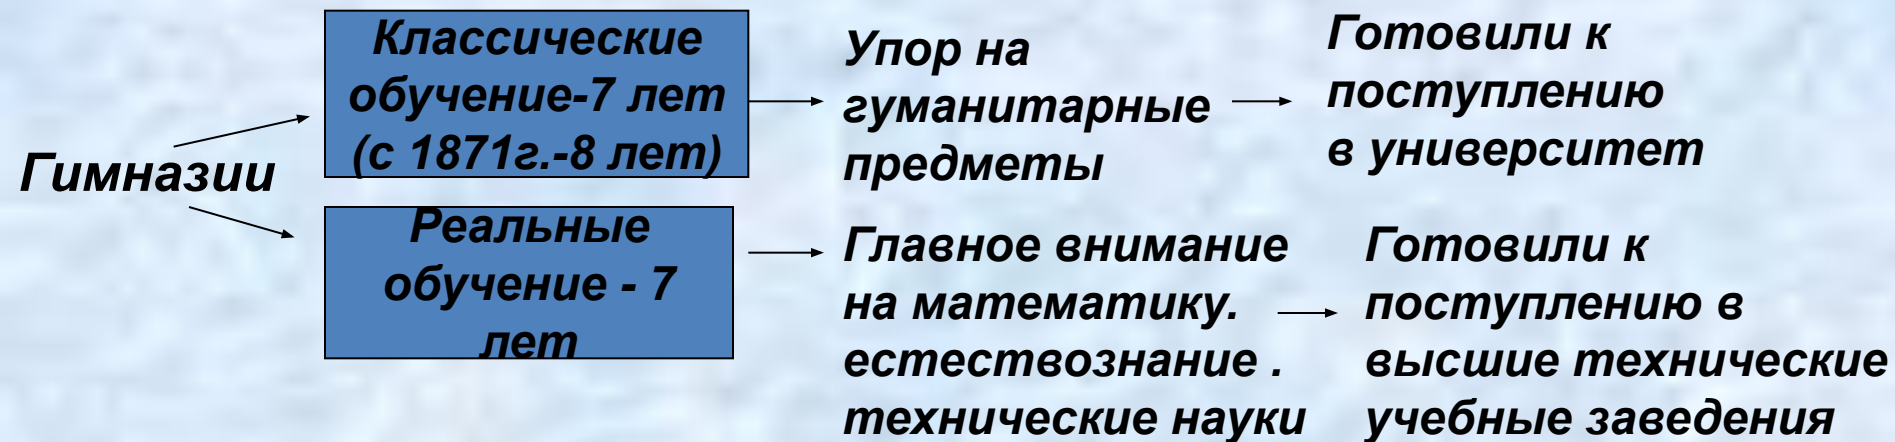 Гимназии
Классические
обучение-7 лет
(с 1871г.-8 лет)
Упор на
гуманитарные
предметы
Готовили к
поступлению
в университет
Реальные
обучение - 7
лет
Главное внимание
на математику.
естествознание .
технические науки
Готовили к
поступлению в
высшие технические
учебные заведения